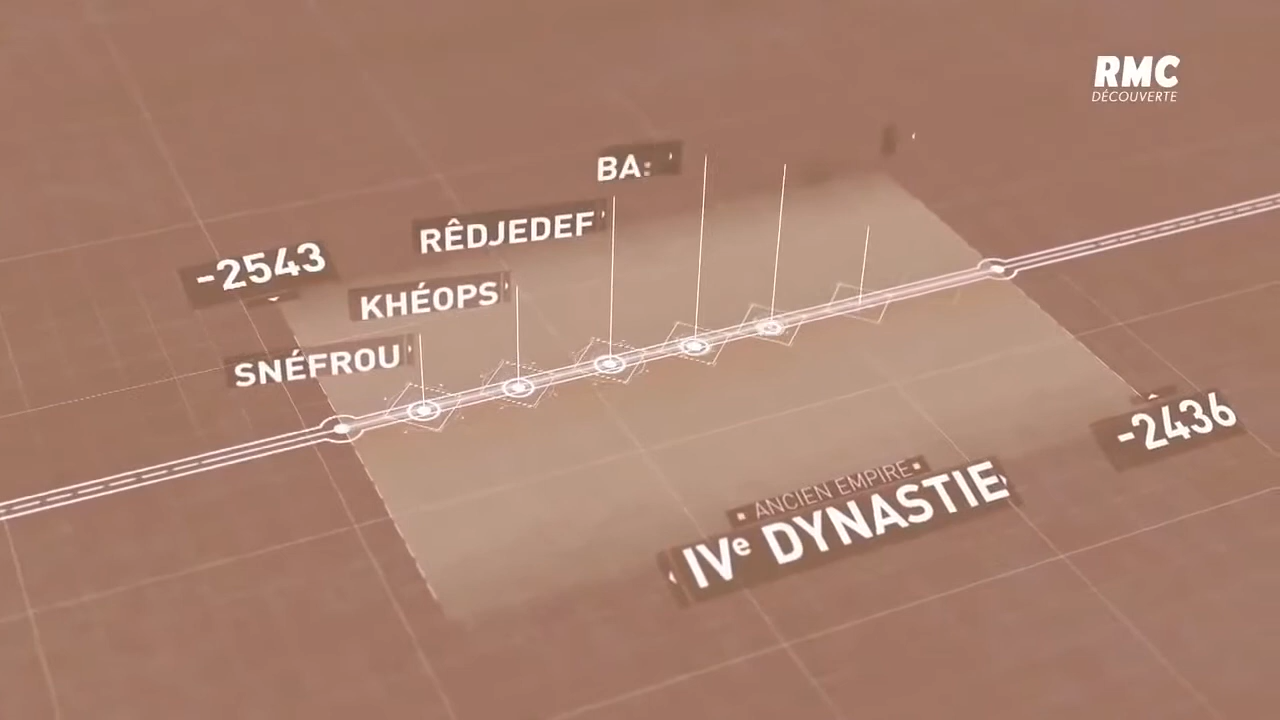 RMC
DÉCOUVERTE
BA:
RÊDJEDEF
-2543
KHÉOPS
SNÉFROU
-2436
ANCIEN EMPIRE
IVe DYNASTIE